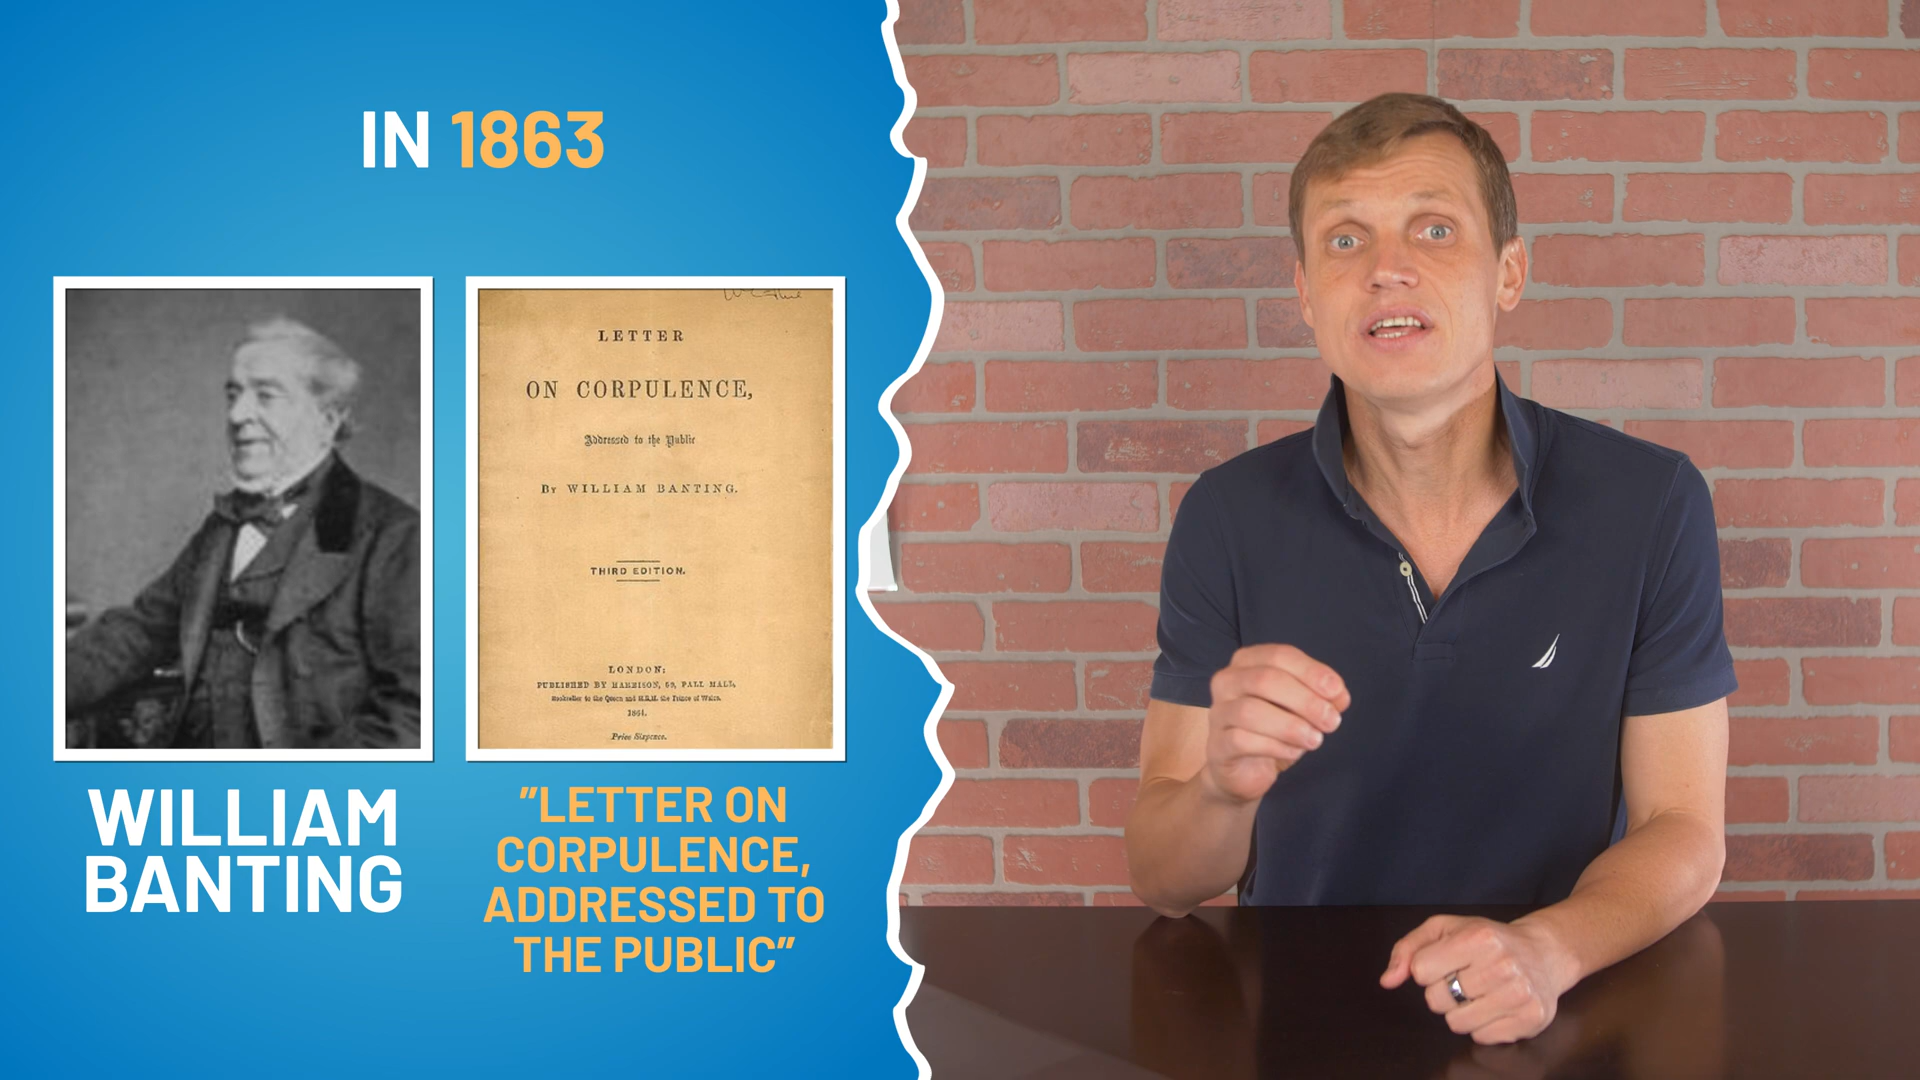 IN 1863
LETTER
ON CORPULENCE,
Addressed to the Public
By WILLIAM BANTING.
THIRD EDITION.
LONDON:
PUBLISHED BY HARRISON, 59, PALL MALL,
Bookseller to the Queen and H.R.H. the Prince of Wales.
1864.
Price Sixpence.
WILLIAM
BANTING
"LETTER ON
CORPULENCE,
ADDRESSED TO
THE PUBLIC"